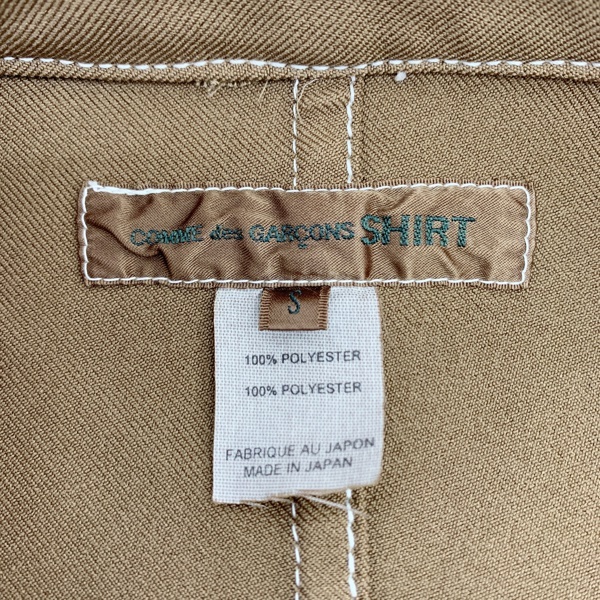 COMME des GARÇONS SHIRT
S
100% POLYESTER
100% POLYESTER
FABRIQUE AU JAPON
MADE IN JAPAN